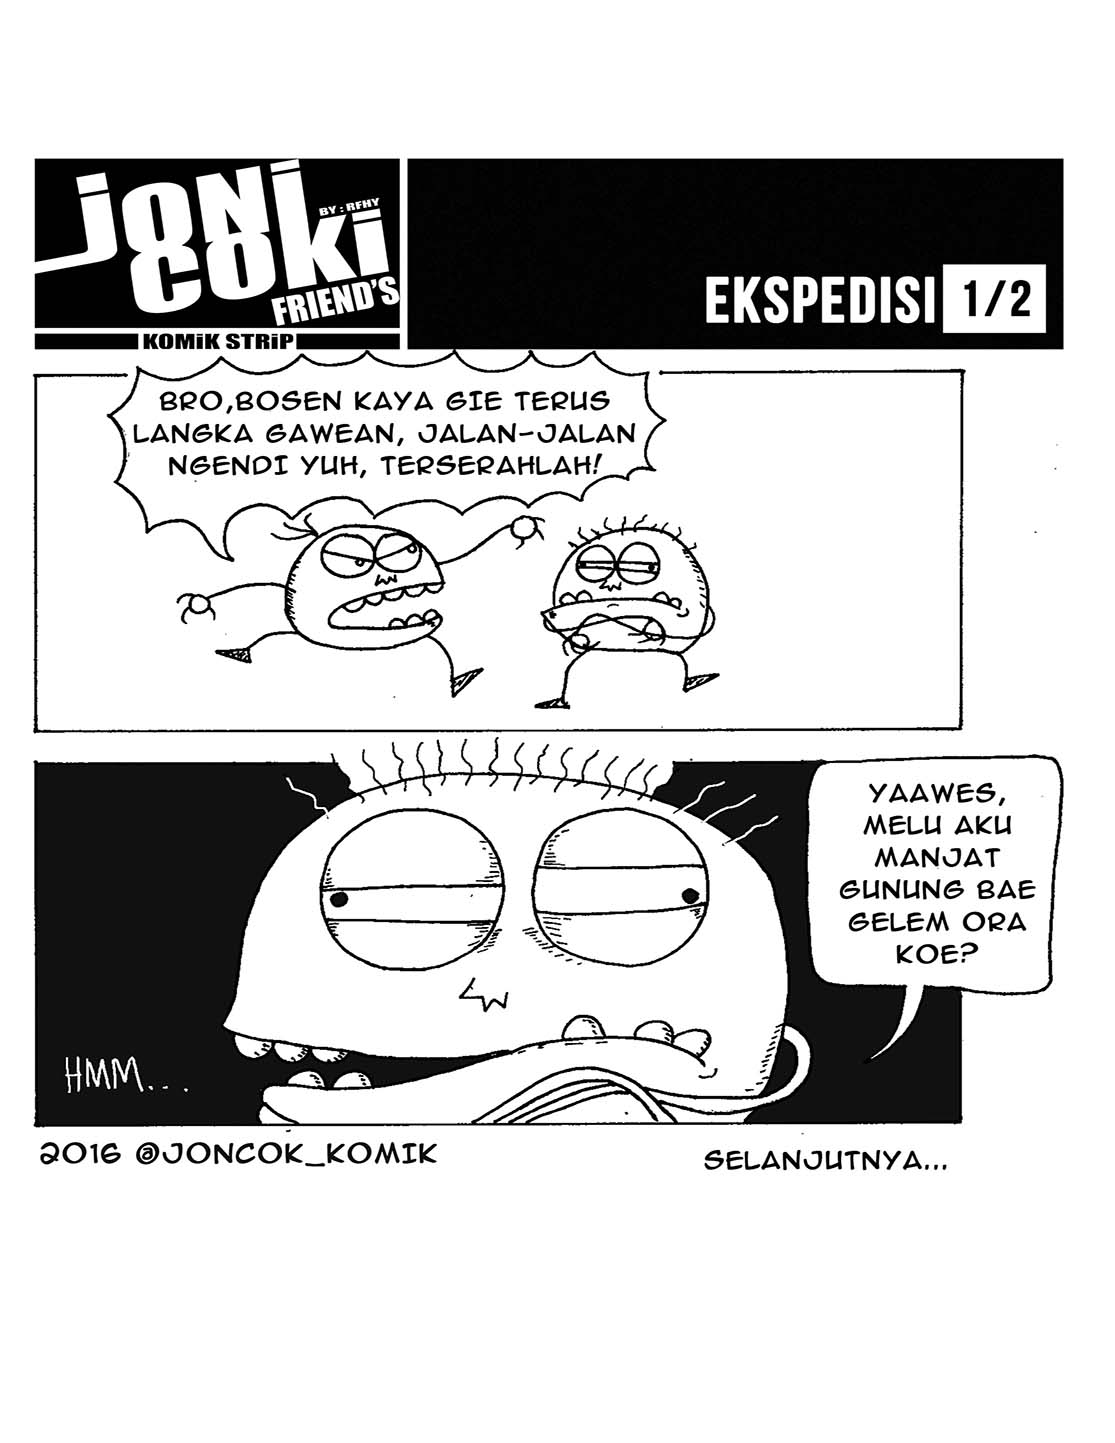 JONI
BY : RFHY
COKI
FRIEND'S
KOMiK STRiP
EKSPEDISI 1/2
BRO,BOSEN KAYA GIE TERUS
LANGKA GAWEAN, JALAN-JALAN
NGENDI YUH, TERSERAHLAH!
YAAWES,
MELU AKU
MANJAT
GUNUNG BAE
GELEM ORA
KOE?
HMM...
2016 @JONCOK_KOMIK
SELANJUTNYA...